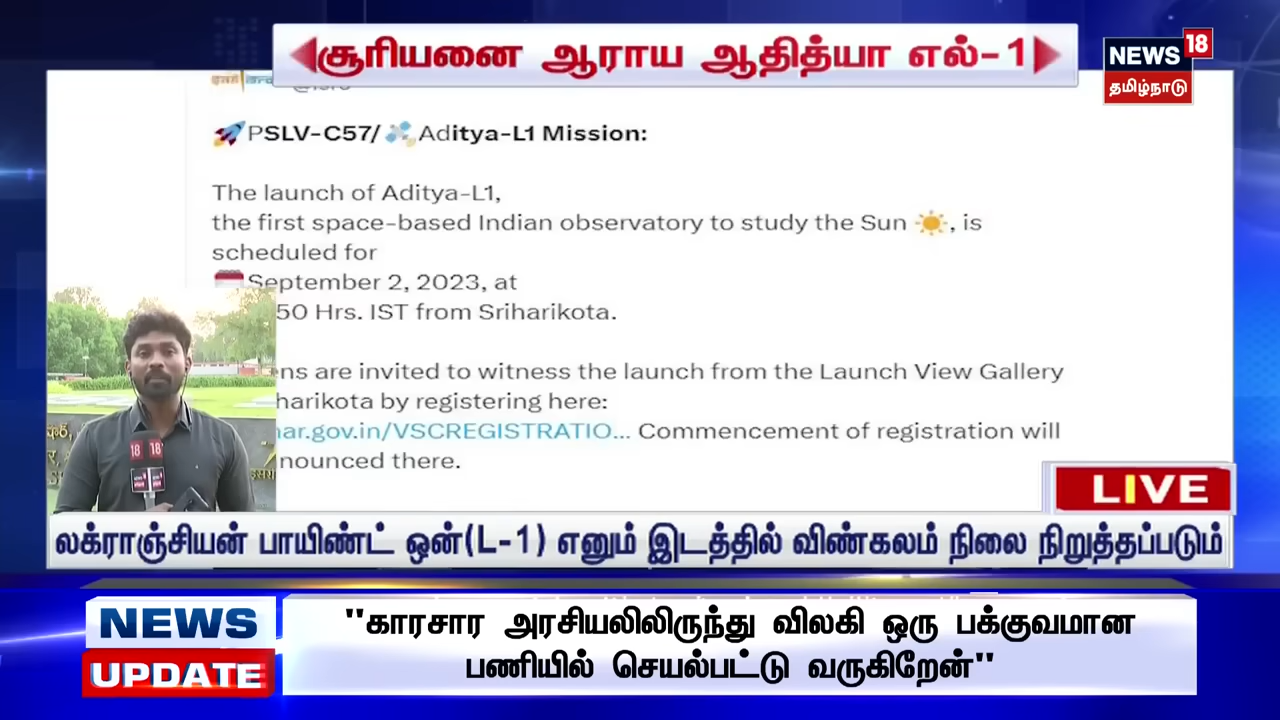 சூரியனை ஆராய ஆதித்யா எல்-1
NEWS 18
தமிழ்நாடு
PSLV-C57/ Aditya-L1 Mission:
The launch of Aditya-L1,
the first space-based Indian observatory to study the Sun, is
scheduled for
September 2, 2023, at
50 Hrs. IST from Sriharikota.
ens are invited to witness the launch from the Launch View Gallery
harikota by registering here:
har.gov.in/VSCREGISTRATIO... Commencement of registration will
nounced there.
18 18
LIVE
லக்ராஞ்சியன் பாயிண்ட் ஒன்(L-1) எனும் இடத்தில் விண்கலம் நிலை நிறுத்தப்படும்
NEWS
UPDATE
"காரசார அரசியலிலிருந்து விலகி ஒரு பக்குவமான
பணியில் செயல்பட்டு வருகிறேன்"